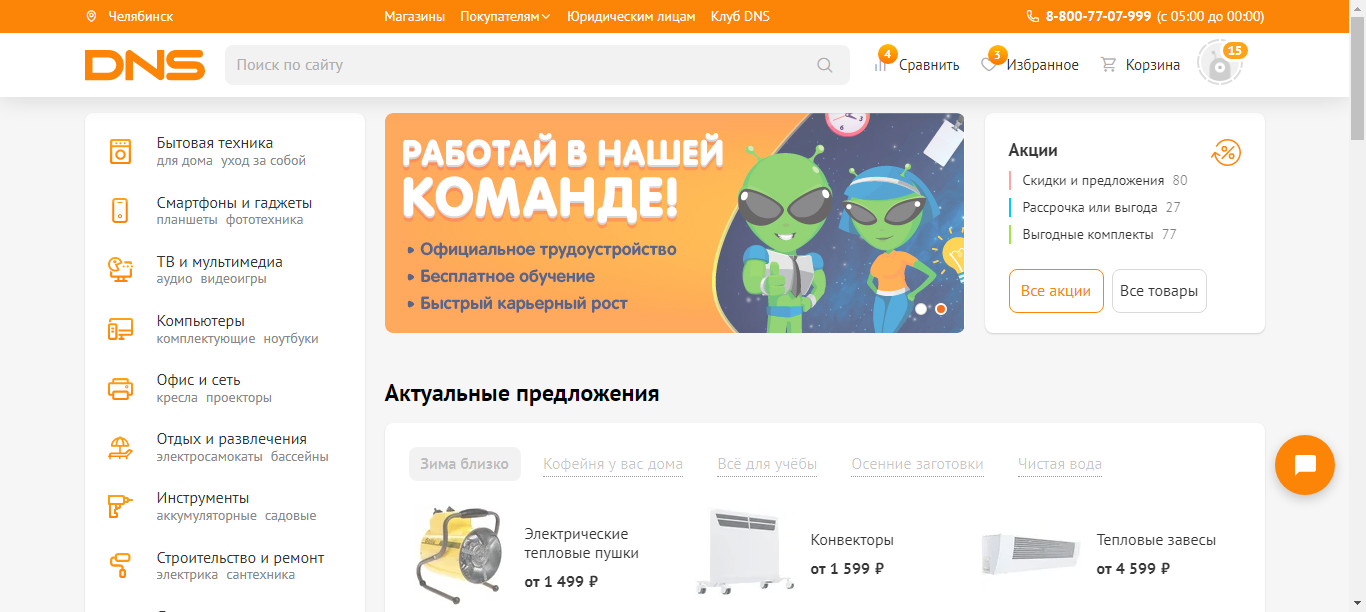 Челябинск
Магазины Покупателям Юридическим лицам Клуб DNS
8-800-77-07-999 (с 05:00 до 00:00)
DNS
Поиск по сайту
4
Сравнить
3
Избранное
Корзина
15
Бытовая техника
для дома уход за собой
Смартфоны и гаджеты
планшеты фототехника
ТВ и мультимедиа
аудио видеоигры
Компьютеры
комплектующие ноутбуки
Офис и сеть
кресла проекторы
Отдых и развлечения
электросамокаты бассейны
Инструменты
аккумуляторные садовые
Строительство и ремонт
электрика сантехника
РАБОТАЙ В НАШЕЙ
КОМАНДЕ!
• Официальное трудоустройство
• Бесплатное обучение
• Быстрый карьерный рост
Акции
Скидки и предложения 80
Рассрочка или выгода 27
Выгодные комплекты 77
Все акции
Все товары
Актуальные предложения
Зима близко
Кофейня у вас дома
Всё для учёбы
Осенние заготовки
Чистая вода
Электрические
тепловые пушки
от 1 499 ₽
Конвекторы
от 1 599 ₽
Тепловые завесы
от 4 599 ₽